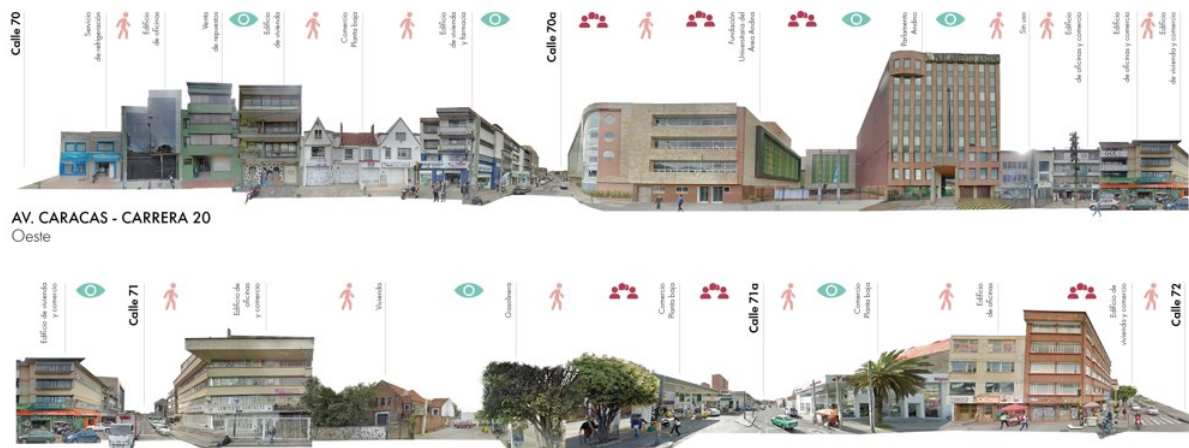 Calle 70
Servicio
de refrigeración
Edificio
de oficinas
Venta
de repuestos
Edificio
de vivienda
Comercio
Planta baja
Edificio
de vivienda
y farmacia
Calle 70a
Fundación
Universitaria del
Área Andina
Parlamento
Andino
Sin uso
Edificio
de oficinas y comercio
Edificio
de oficinas y comercio
Edificio
de vivienda y comercio
AV. CARACAS - CARRERA 20
Oeste
Edificio de vivienda
y comercio
Calle 71
Edificio de
oficinas
y comercio
Vivienda
Gasolinera
Comercio
Planta baja
Calle 71a
Comercio
Planta baja
Edificio
de oficinas
Edificio de
vivienda y comercio
Calle 72